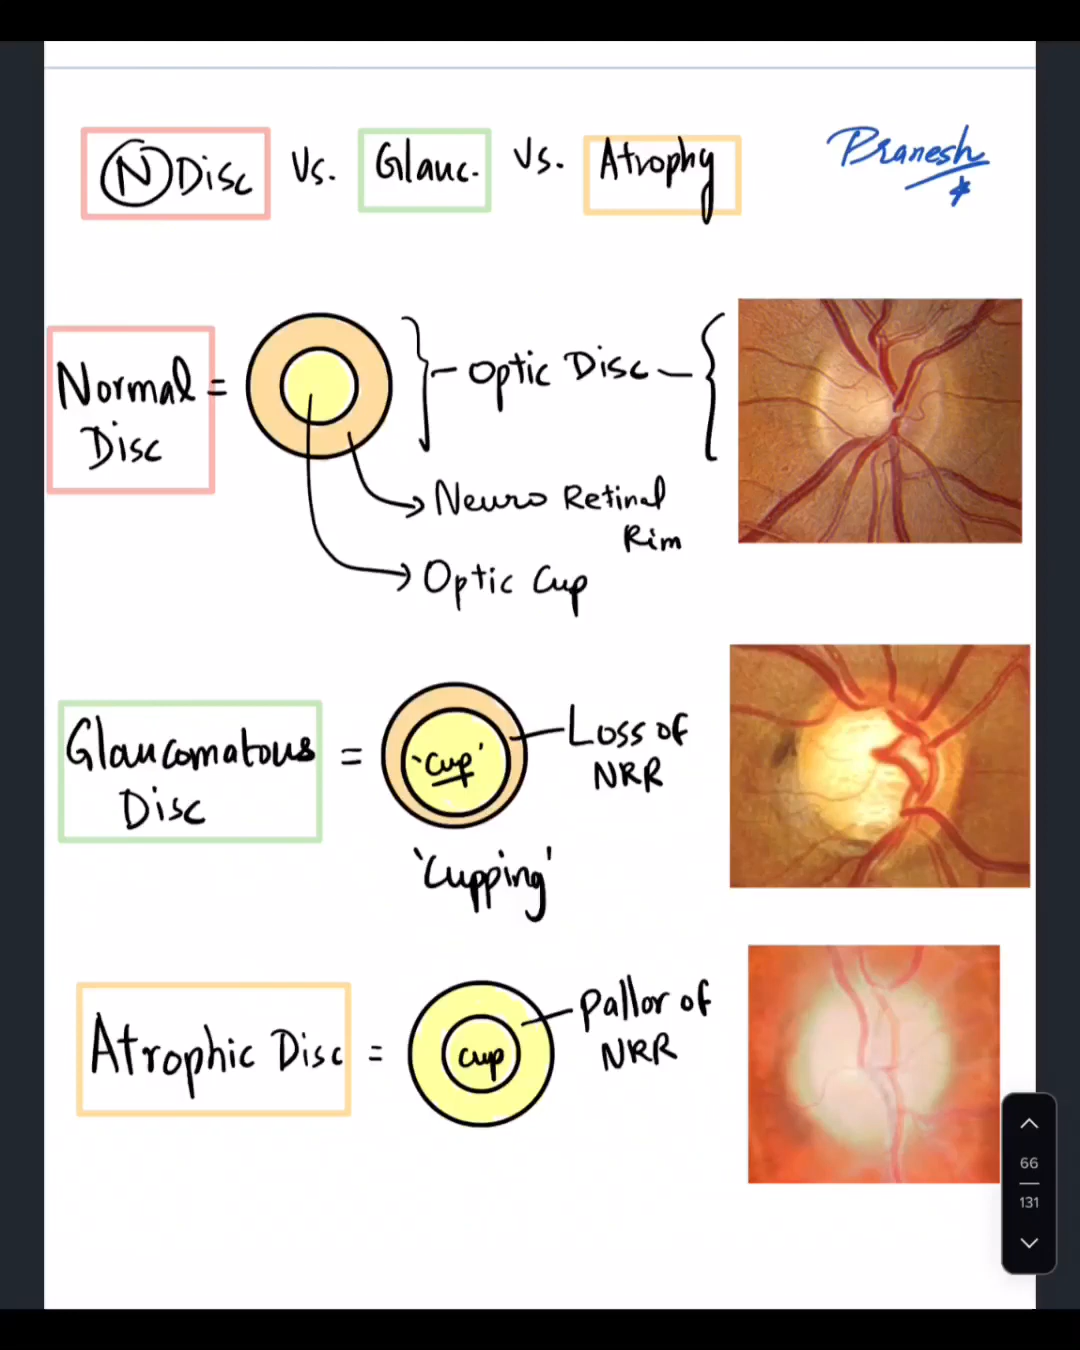 N Disc Vs. Glauc. Vs. Atrophy
Pranesh
Normal Disc =
Optic Disc
Neuro Retinal Rim
Optic Cup
Glaucomatous Disc =
'Cup'
Loss of NRR
'Cupping'
Atrophic Disc =
Cup
Pallor of NRR
66
131